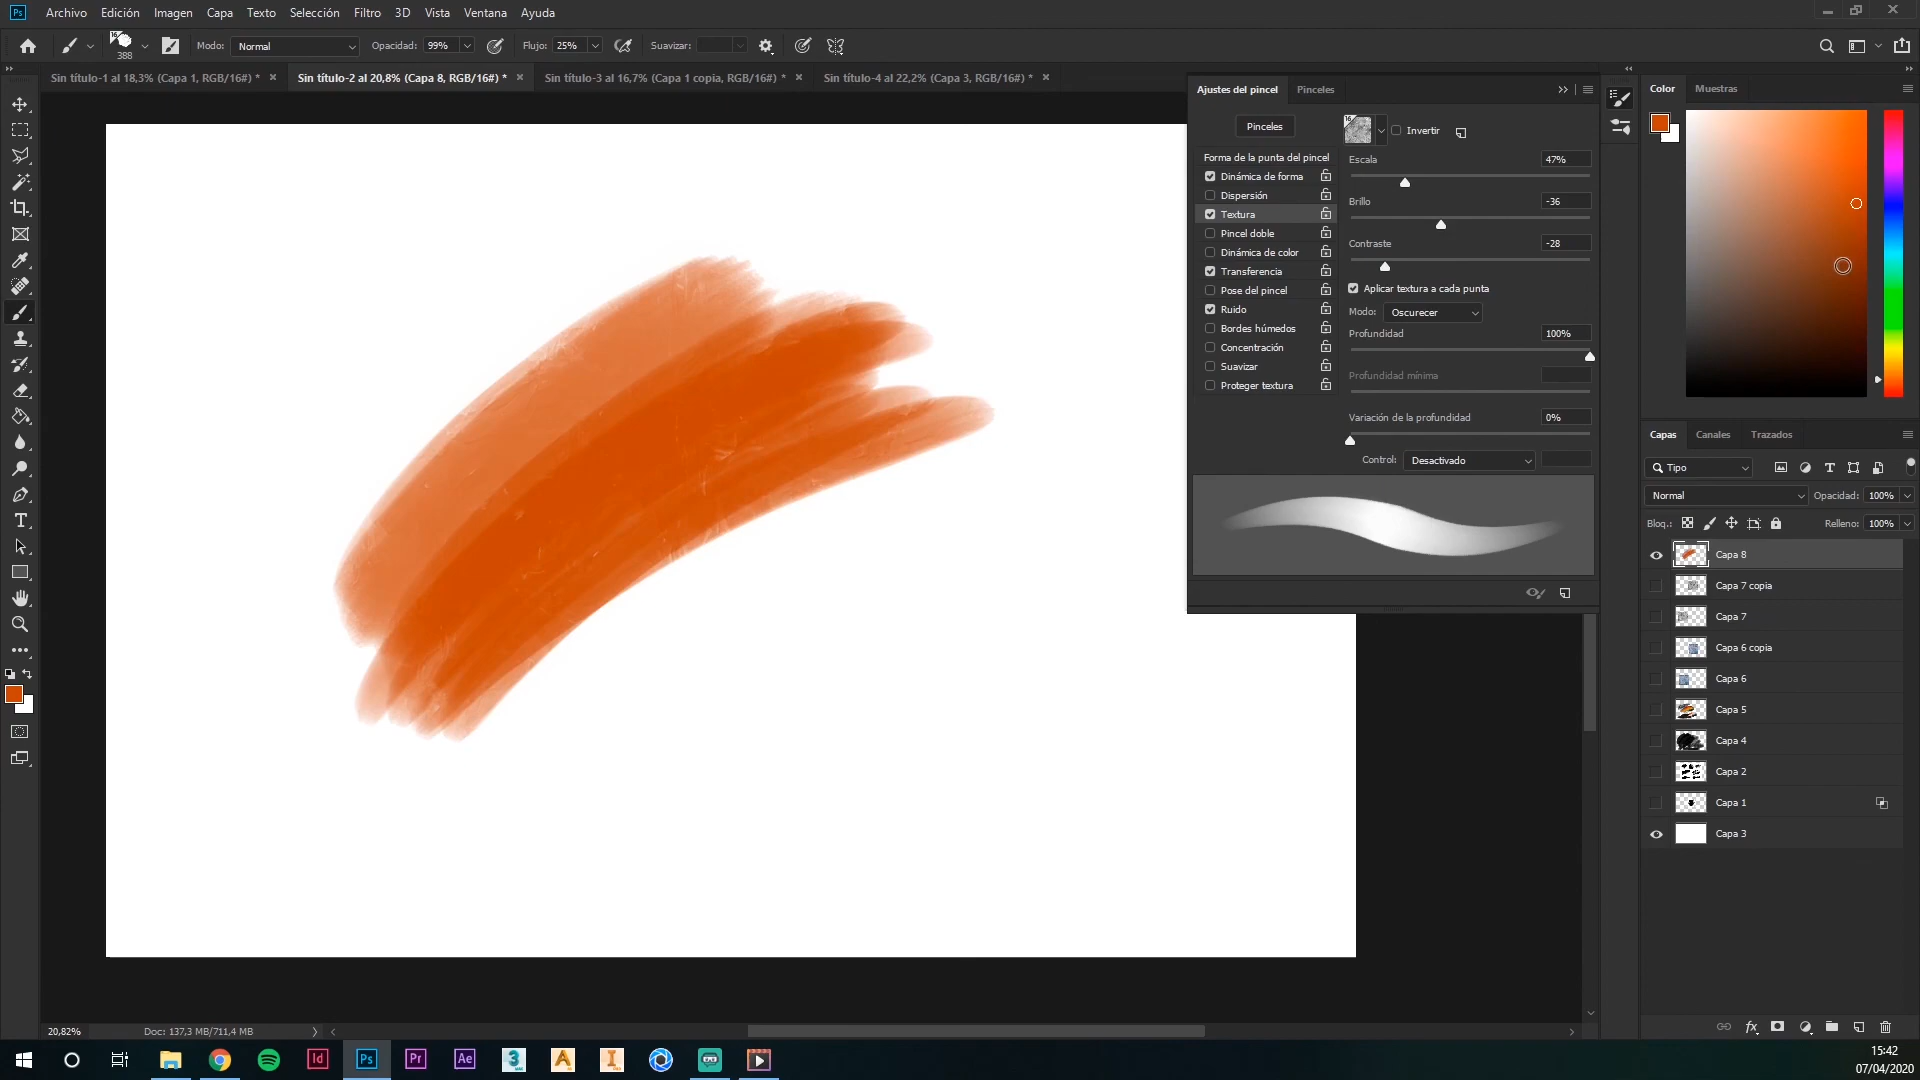 Ps Archivo Edición Imagen Capa Texto Selección Filtro 3D Vista Ventana Ayuda
388 Modo: Normal Opacidad: 99% Flujo: 25% Suavizar:
Sin título-1 al 18,3% (Capa 1, RGB/16#) * × Sin título-2 al 20,8% (Capa 8, RGB/16#) * × Sin título-3 al 16,7% (Capa 1 copia, RGB/16#) * × Sin título-4 al 22,2% (Capa 3, RGB/16#) * ×
Ajustes del pincel Pinceles
Pinceles
16 Invertir
Forma de la punta del pincel
Dinámica de forma
Dispersión
Textura
Pincel doble
Dinámica de color
Transferencia
Pose del pincel
Ruido
Bordes húmedos
Concentración
Suavizar
Proteger textura
Escala 47%
Brillo -36
Contraste -28
Aplicar textura a cada punta
Modo: Oscurecer
Profundidad 100%
Profundidad mínima
Variación de la profundidad 0%
Control: Desactivado
Color Muestras
Capas Canales Trazados
Tipo
Normal Opacidad: 100%
Bloq.: Relleno: 100%
Capa 8
Capa 7 copia
Capa 7
Capa 6 copia
Capa 6
Capa 5
Capa 4
Capa 2
Capa 1
Capa 3
fx
20,82% Doc: 137,3 MB/711,4 MB
Id Ps Pr Ae 3 A I
15:42
07/04/2020